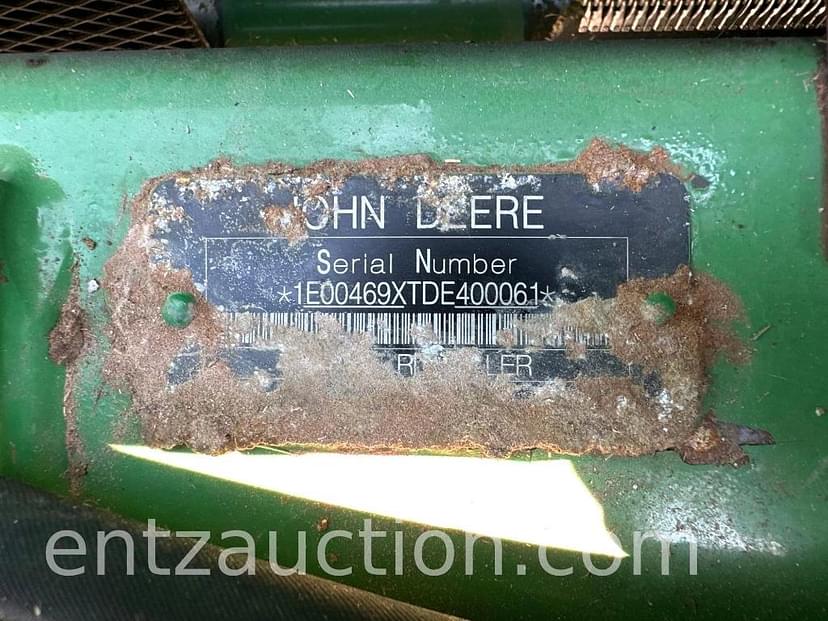 JOHN DEERE
Serial Number
*1E00469XTDE400061*
entzauction.com